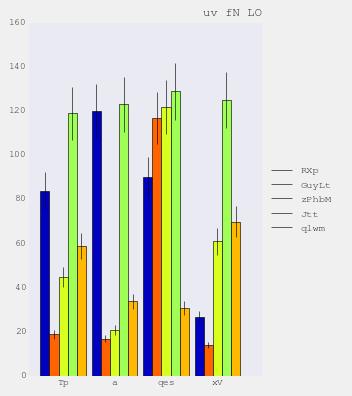 uv fN LO
160
140
120
100
80
60
40
20
0
Tp a qes xV
RXp
GuyLt
zPhbM
Jtt
qlwm